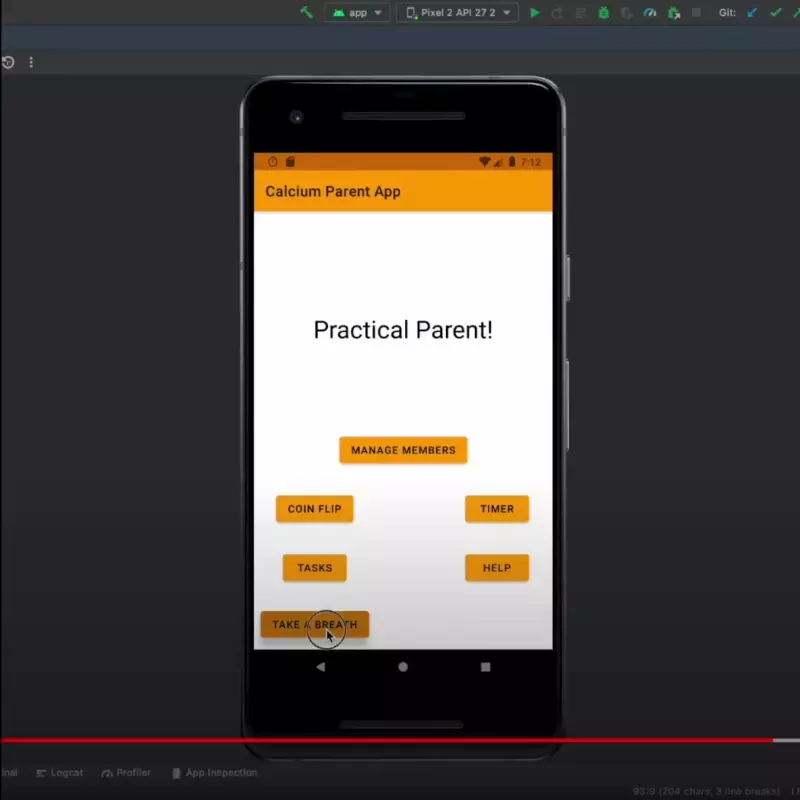 app
Pixel 2 API 27 2
Git:
7:12
Calcium Parent App
Practical Parent!
MANAGE MEMBERS
COIN FLIP
TIMER
TASKS
HELP
TAKE A BREATH
inal
Logcat
Profiler
App Inspection
93:9 (204 chars, 3 line breaks)